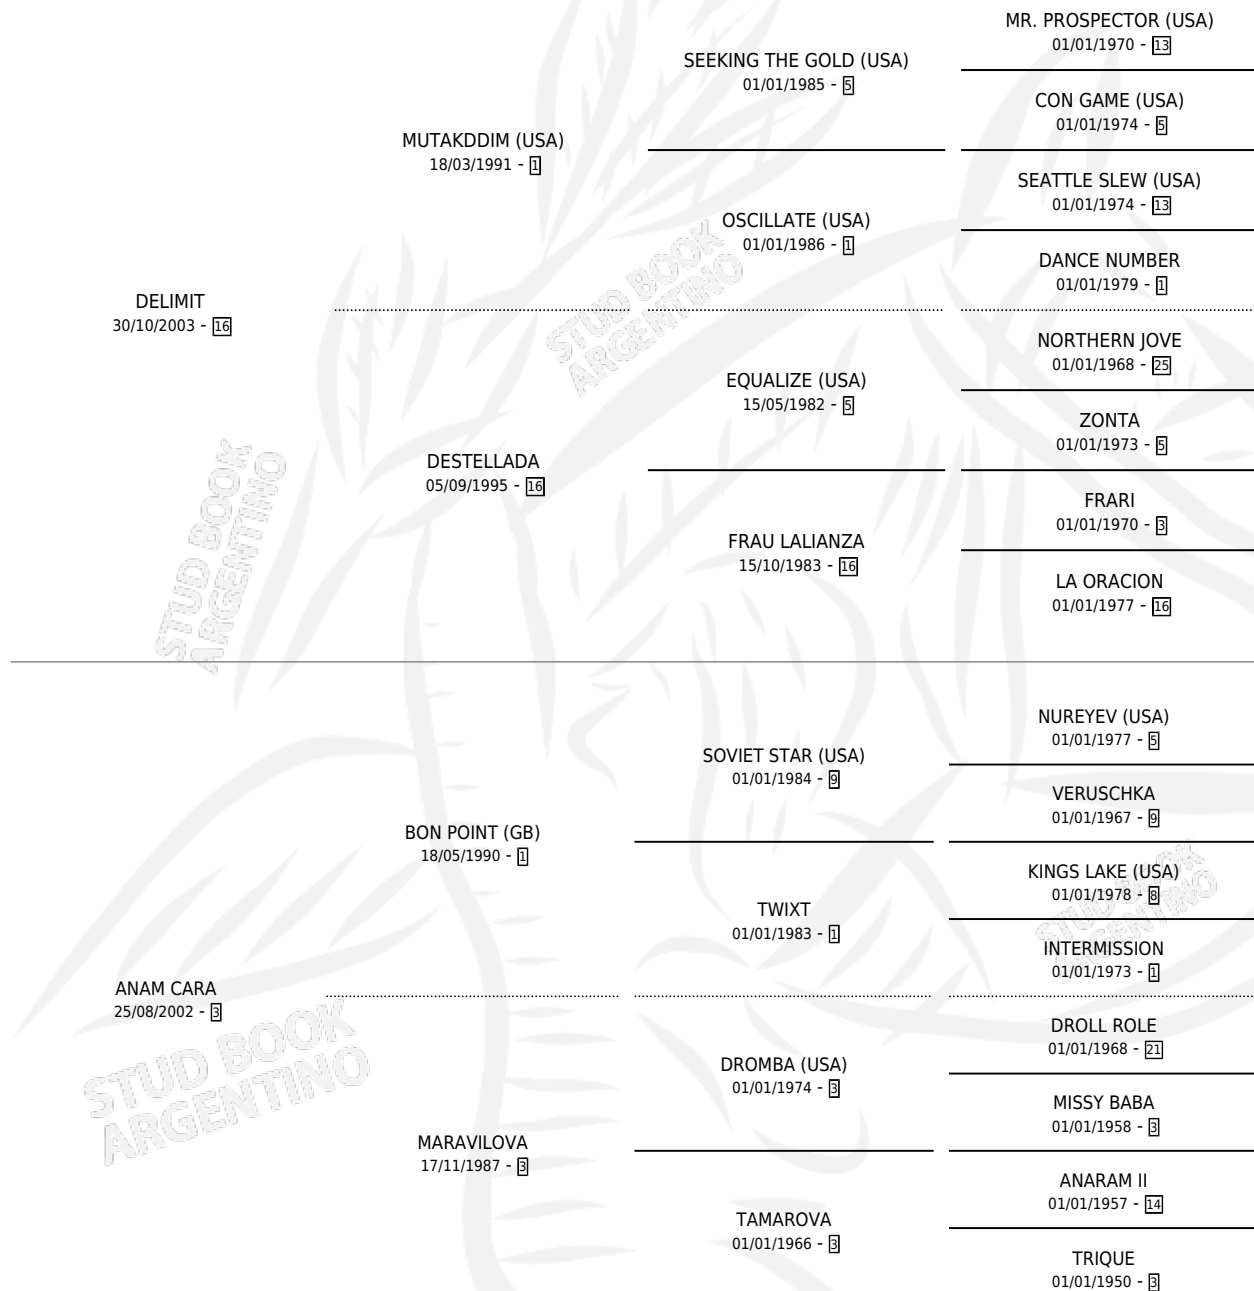 MR. PROSPECTOR (USA)
01/01/1970 - 13
SEEKING THE GOLD (USA)
01/01/1985 - 5
CON GAME (USA)
01/01/1974 - 5
MUTAKDDIM (USA)
18/03/1991 - 1
SEATTLE SLEW (USA)
01/01/1974 - 13
OSCILLATE (USA)
01/01/1986 - 1
DANCE NUMBER
01/01/1979 - 1
DELIMIT
30/10/2003 - 16
STUD BOOK
ARGENTINO
NORTHERN JOVE
01/01/1968 - 25
EQUALIZE (USA)
15/05/1982 - 5
ZONTA
01/01/1973 - 5
DESTELLADA
05/09/1995 - 16
FRARI
01/01/1970 - 3
FRAU LALIANZA
15/10/1983 - 16
LA ORACION
01/01/1977 - 16
STUD BOOK
ARGENTINO
NUREYEV (USA)
01/01/1977 - 5
SOVIET STAR (USA)
01/01/1984 - 9
VERUSCHKA
01/01/1967 - 9
BON POINT (GB)
18/05/1990 - 1
KINGS LAKE (USA)
01/01/1978 - 8
TWIXT
01/01/1983 - 1
STUD BOOK
ARGENTINO
INTERMISSION
01/01/1973 - 1
ANAM CARA
25/08/2002 - 3
DROLL ROLE
01/01/1968 - 21
DROMBA (USA)
01/01/1974 - 3
STUD BOOK
ARGENTINO
MISSY BABA
01/01/1958 - 3
MARAVILOVA
17/11/1987 - 3
ANARAM II
01/01/1957 - 14
TAMAROVA
01/01/1966 - 3
TRIQUE
01/01/1950 - 3